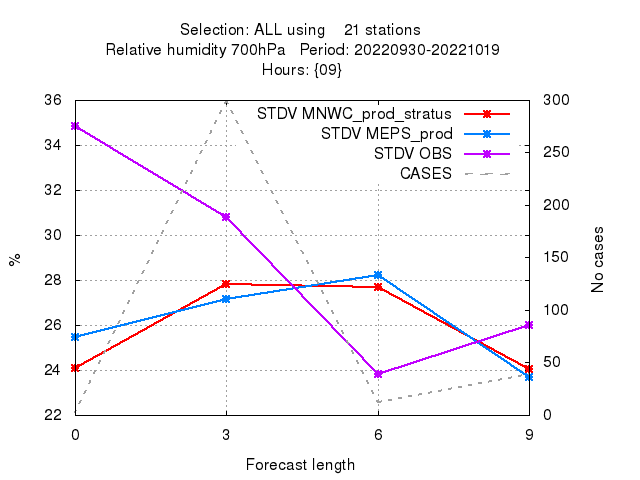 Selection: ALL using    21 stations
Relative humidity 700hPa   Period: 20220930-20221019
Hours: {09}
36
34
32
30
28
26
24
22
%
300
250
200
150
100
50
0
No cases
STDV MNWC_prod_stratus
STDV MEPS_prod
STDV OBS
CASES
0 3 6 9
Forecast length